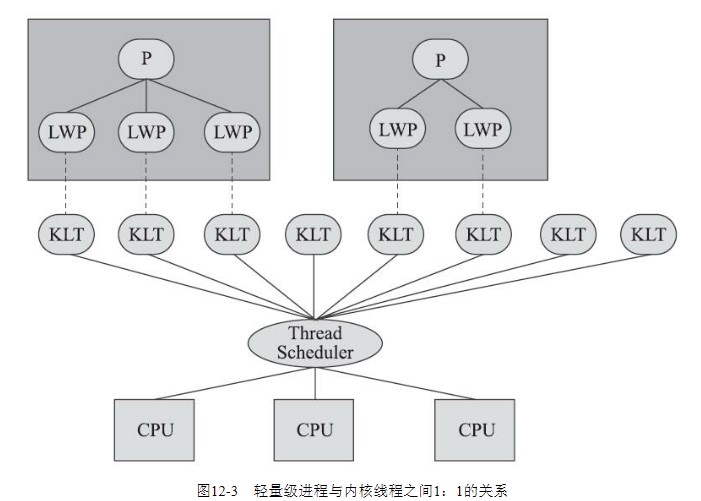 P
P
LWP
LWP
LWP
LWP
LWP
KLT
KLT
KLT
KLT
KLT
KLT
KLT
KLT
Thread
Scheduler
CPU
CPU
CPU
图12-3 轻量级进程与内核线程之间1：1的关系